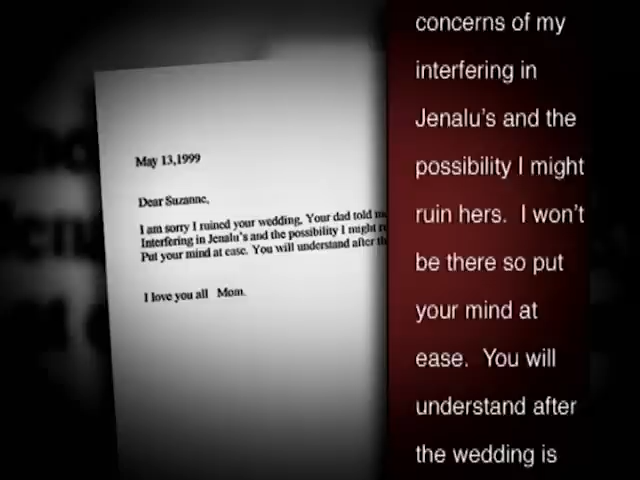 May 13,1999
Dear Suzanne,
I am sorry I ruined your wedding. Your dad told
Interfering in Jenalu's and the possibility I might
Put your mind at ease. You will understand after
I love you all Mom.
concerns of my
interfering in
Jenalu's and the
possibility I might
ruin hers. I won't
be there so put
your mind at
ease. You will
understand after
the wedding is